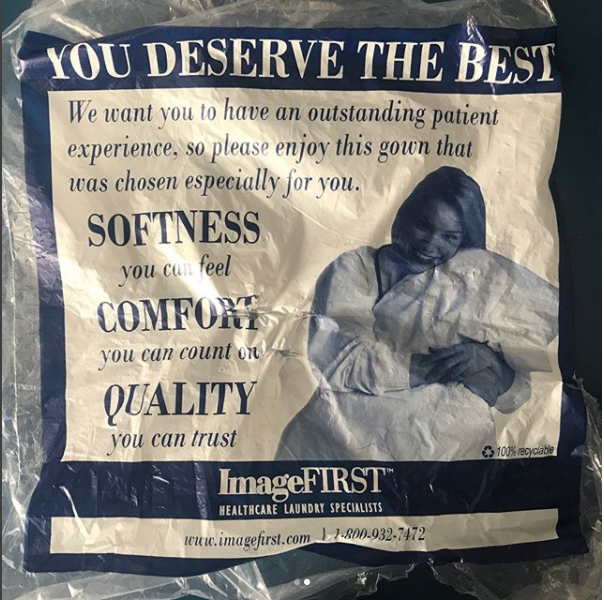 YOU DESERVE THE BEST
We want you to have an outstanding patient
experience, so please enjoy this gown that
was chosen especially for you.
SOFTNESS
you can feel
COMFORT
you can count on
QUALITY
you can trust
100% recyclable
ImageFIRST™
HEALTHCARE LAUNDRY SPECIALISTS
www.imagefirst.com | 1-800-932-7472